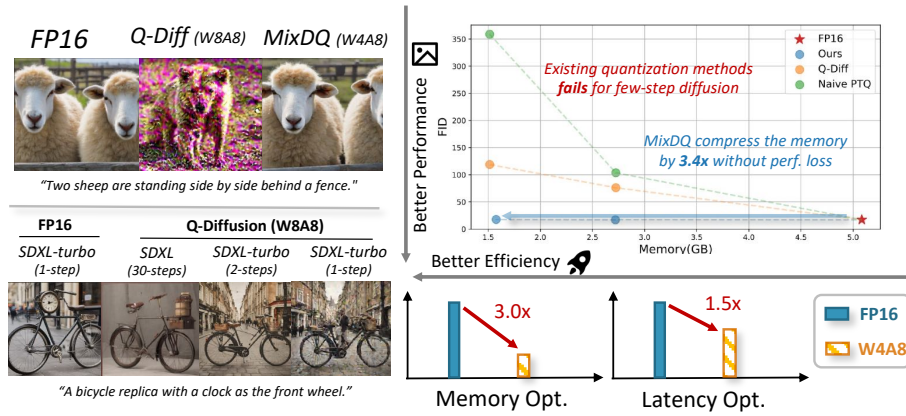 FP16 Q-Diff (W8A8) MixDQ (W4A8)
“Two sheep are standing side by side behind a fence."
FP16 Q-Diffusion (W8A8)
SDXL-turbo SDXL SDXL-turbo SDXL-turbo
(1-step) (30-steps) (2-steps) (1-step)
“A bicycle replica with a clock as the front wheel.”
Better Performance
FID
350
300
250
200
150
100
50
0
FP16
Ours
Q-Diff
Naive PTQ
Existing quantization methods
fails for few-step diffusion
MixDQ compress the memory
by 3.4x without perf. loss
1.5 2.0 2.5 3.0 3.5 4.0 4.5 5.0
Memory(GB)
Better Efficiency
3.0x
Memory Opt.
1.5x
Latency Opt.
FP16
W4A8